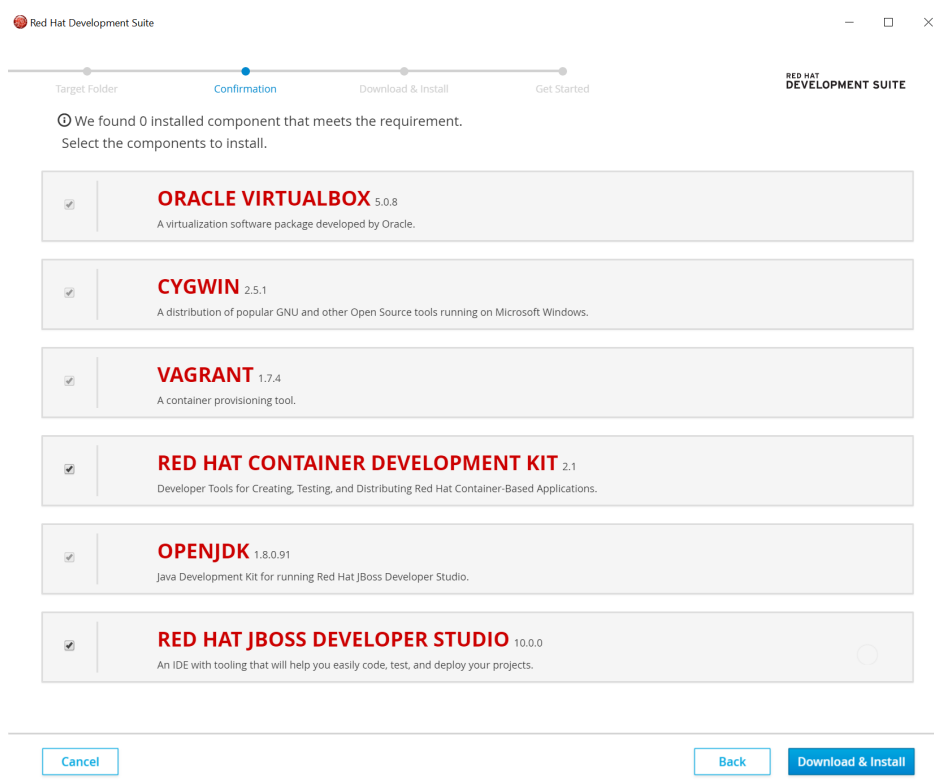 Red Hat Development Suite
Target Folder
Confirmation
Download & Install
Get Started
RED HAT
DEVELOPMENT SUITE
We found 0 installed component that meets the requirement.
Select the components to install.
ORACLE VIRTUALBOX 5.0.8
A virtualization software package developed by Oracle.
CYGWIN 2.5.1
A distribution of popular GNU and other Open Source tools running on Microsoft Windows.
VAGRANT 1.7.4
A container provisioning tool.
RED HAT CONTAINER DEVELOPMENT KIT 2.1
Developer Tools for Creating, Testing, and Distributing Red Hat Container-Based Applications.
OPENJDK 1.8.0.91
Java Development Kit for running Red Hat JBoss Developer Studio.
RED HAT JBOSS DEVELOPER STUDIO 10.0.0
An IDE with tooling that will help you easily code, test, and deploy your projects.
Cancel
Back
Download & Install